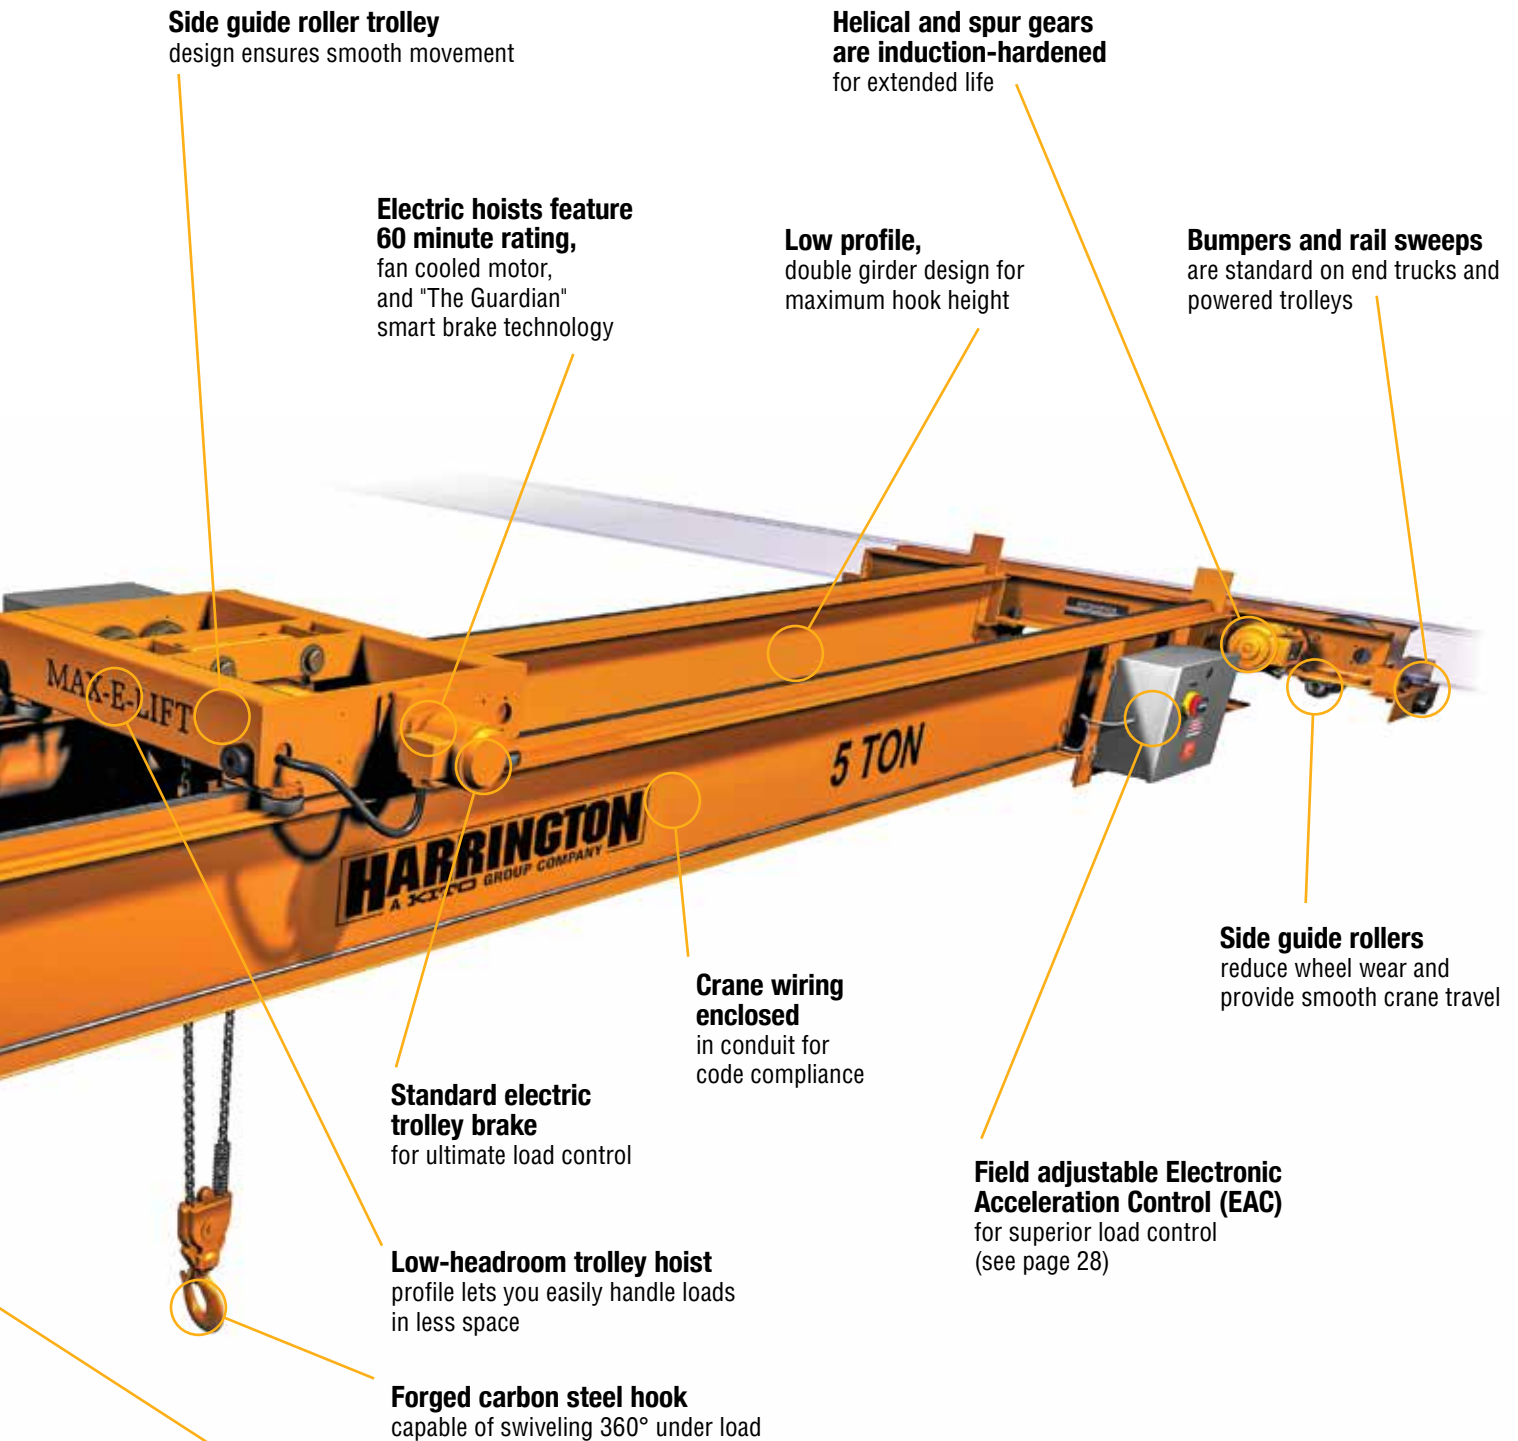 Side guide roller trolley
design ensures smooth movement
Helical and spur gears
are induction-hardened
for extended life
Electric hoists feature
60 minute rating,
fan cooled motor,
and "The Guardian"
smart brake technology
Low profile,
double girder design for
maximum hook height
Bumpers and rail sweeps
are standard on end trucks and
powered trolleys
MAX-E-LIFT
5 TON
HARRINGTON
A KITO GROUP COMPANY
Side guide rollers
reduce wheel wear and
provide smooth crane travel
Crane wiring
enclosed
in conduit for
code compliance
Standard electric
trolley brake
for ultimate load control
Field adjustable Electronic
Acceleration Control (EAC)
for superior load control
(see page 28)
Low-headroom trolley hoist
profile lets you easily handle loads
in less space
Forged carbon steel hook
capable of swiveling 360° under load